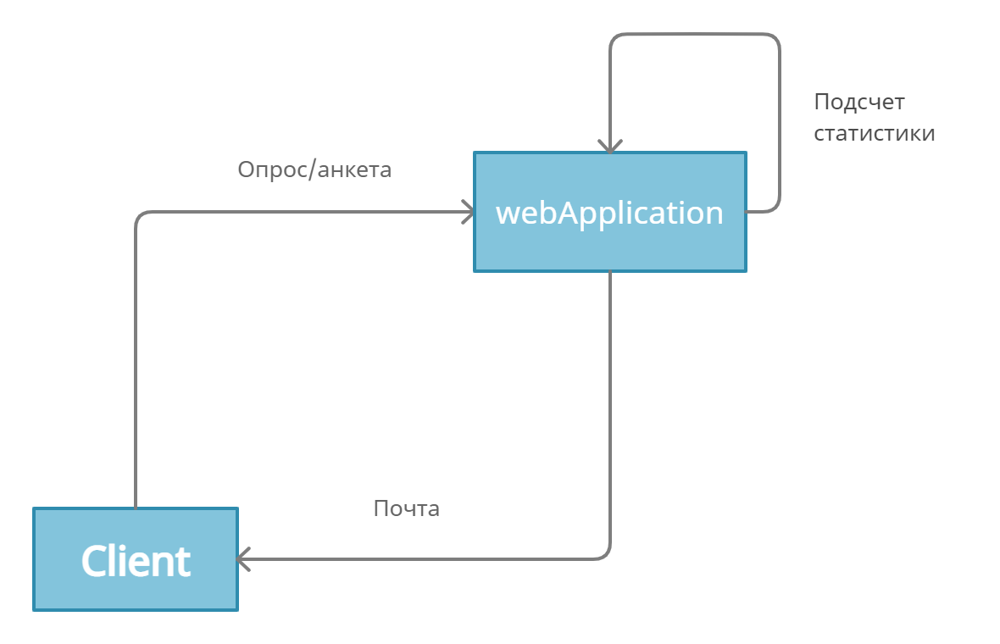 Подсчет
статистики
Опрос/анкета
webApplication
Почта
Client